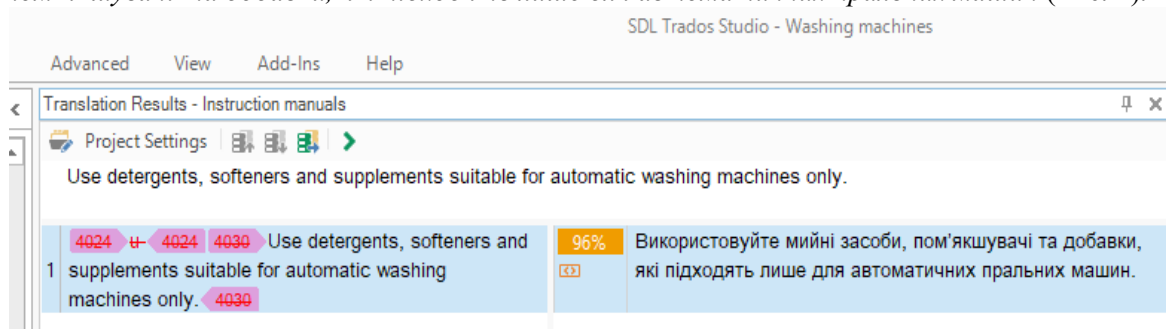 SDL Trados Studio - Washing machines
Advanced View Add-Ins Help
Translation Results - Instruction manuals
Project Settings
Use detergents, softeners and supplements suitable for automatic washing machines only.
4024 u 4024 4030 Use detergents, softeners and
1 supplements suitable for automatic washing
machines only. 4030
96% Використовуйте мийні засоби, пом'якшувачі та добавки,
які підходять лише для автоматичних пральних машин.